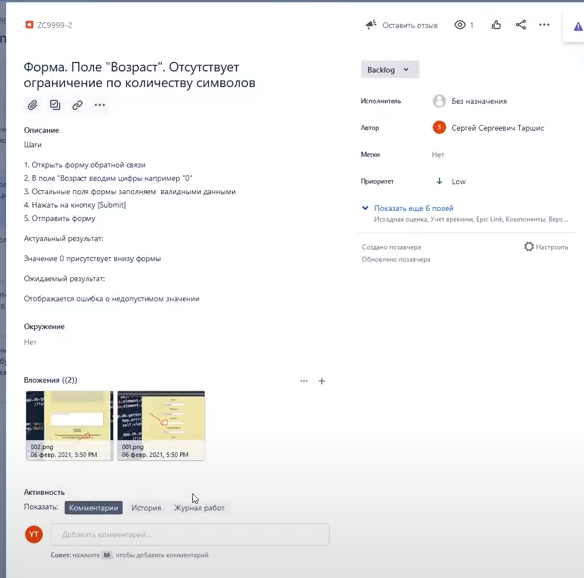 ZC9999-2
Оставить отзыв
1
Форма. Поле "Возраст". Отсутствует
ограничение по количеству символов
Описание
Шаги
1. Открыть форму обратной связи
2. В поле "Возраст вводим цифры например "0"
3. Остальные поля формы заполняем валидными данными
4. Нажать на кнопку [Submit]
5. Отправить форму
Актуальный результат:
Значение 0 присутствует внизу формы
Ожидаемый результат:
Отображается ошибка о недопустимом значении
Окружение
Нет
Вложения ((2))
002.png
06 февр. 2021, 5:50 PM
001.png
06 февр. 2021, 5:50 PM
Активность
Показать:
Комментарии
История
Журнал работ
YT
Добавить комментарий...
Совет: нажмите M, чтобы добавить комментарий
Backlog
Исполнитель
Без назначения
Автор
Сергей Сергеевич Таршис
Метки
Нет
Приоритет
Low
Показать еще 6 полей
Исходная оценка, Учет времени, Epic Link, Компоненты, Верс...
Создано позавчера
Настроить
Обновлено позавчера